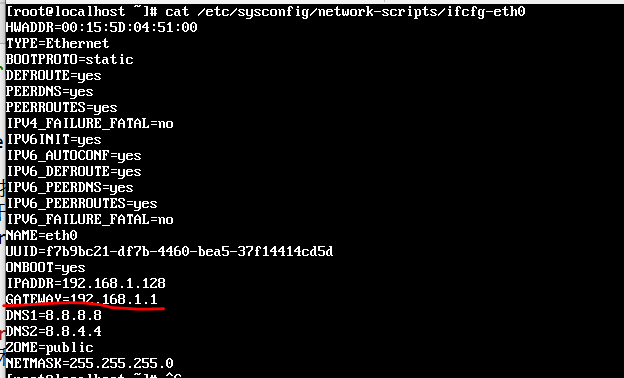 [root@localhost ~]# cat /etc/sysconfig/network-scripts/ifcfg-eth0
HWADDR=00:15:5D:04:51:00
TYPE=Ethernet
BOOTPROTO=static
DEFROUTE=yes
PEERDNS=yes
PEERROUTES=yes
IPV4_FAILURE_FATAL=no
IPV6INIT=yes
IPV6_AUTOCONF=yes
IPV6_DEFROUTE=yes
IPV6_PEERDNS=yes
IPV6_PEERROUTES=yes
IPV6_FAILURE_FATAL=no
NAME=eth0
UUID=f7b9bc21-df7b-4460-bea5-37f14414cd5d
ONBOOT=yes
IPADDR=192.168.1.128
GATEWAY=192.168.1.1
DNS1=8.8.8.8
DNS2=8.8.4.4
ZOME=public
NETMASK=255.255.255.0
[root@localhost ~]# ^C